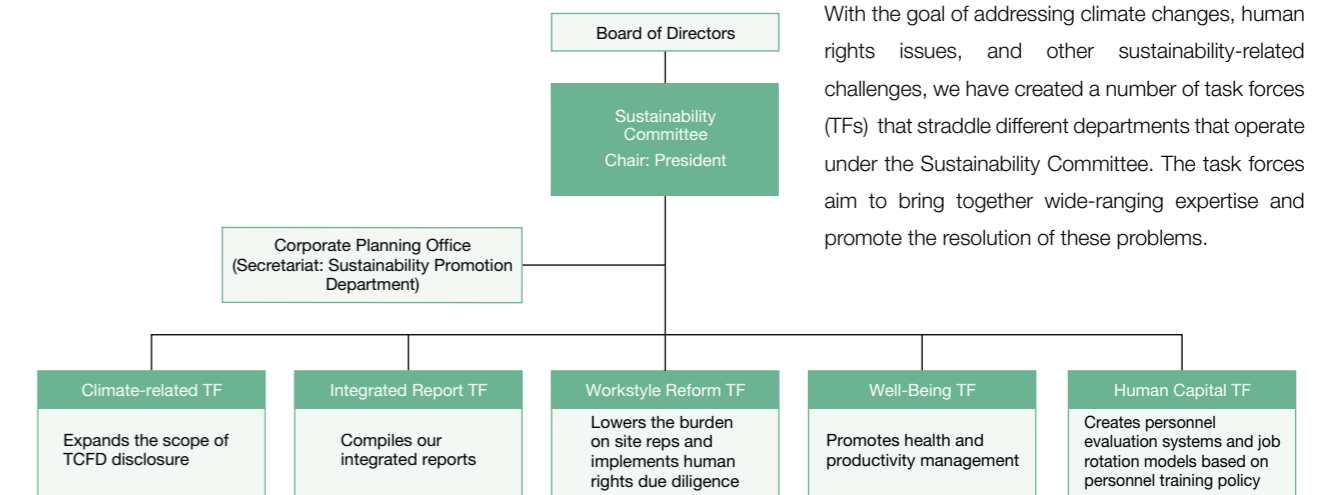 Board of Directors
Sustainability
Committee
Chair: President
With the goal of addressing climate changes, human
rights issues, and other sustainability-related
challenges, we have created a number of task forces
(TFs) that straddle different departments that operate
under the Sustainability Committee. The task forces
aim to bring together wide-ranging expertise and
promote the resolution of these problems.
Corporate Planning Office
(Secretariat: Sustainability Promotion
Department)
Climate-related TF
Expands the scope of
TCFD disclosure
Integrated Report TF
Compiles our
integrated reports
Workstyle Reform TF
Lowers the burden
on site reps and
implements human
rights due diligence
Well-Being TF
Promotes health and
productivity management
Human Capital TF
Creates personnel
evaluation systems and job
rotation models based on
personnel training policy